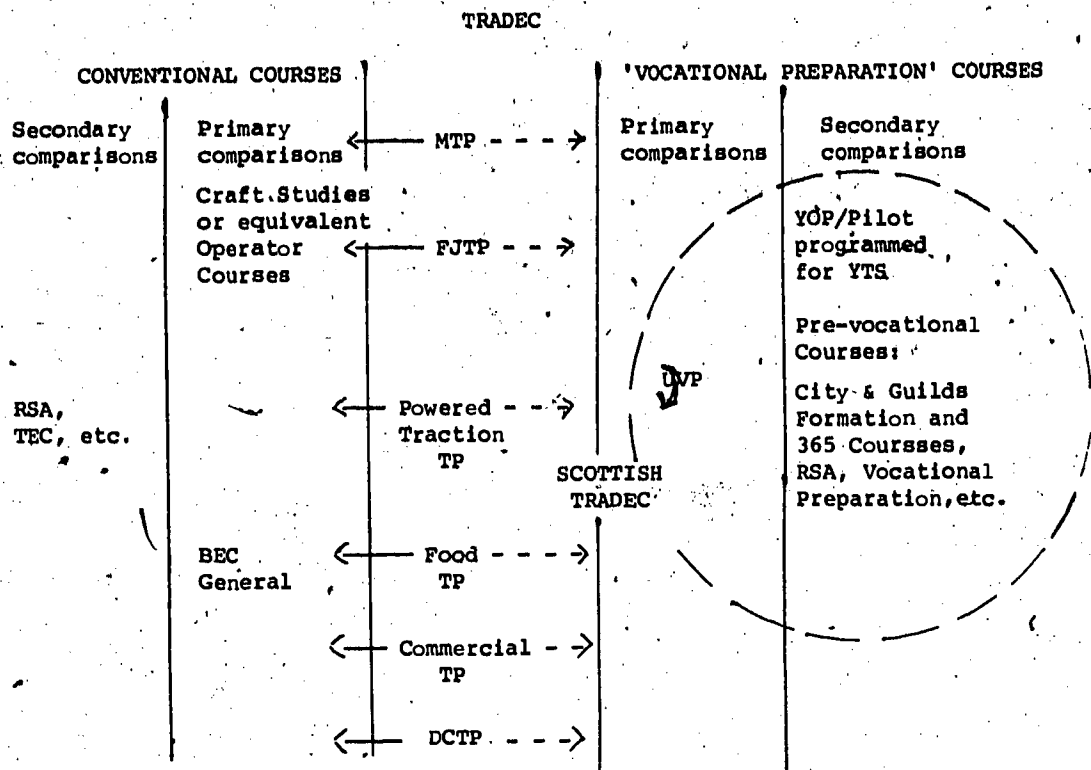 TRADEC
CONVENTIONAL COURSES
'VOCATIONAL PREPARATION' COURSES
Secondary
comparisons
Primary
comparisons
MTP
Primary
comparisons
Secondary
comparisons
Craft Studies
or equivalent
Operator
Courses
FJTP
YOP/Pilot
programmed
for YTS
Pre-vocational
Courses:
UVP
RSA,
TEC, etc.
Powered
Traction
TP
City & Guilds
Formation and
365 Coursses,
RSA, Vocational
Preparation,etc.
SCOTTISH
TRADEC
BEC
General
Food
TP
Commercial
TP
DCTP